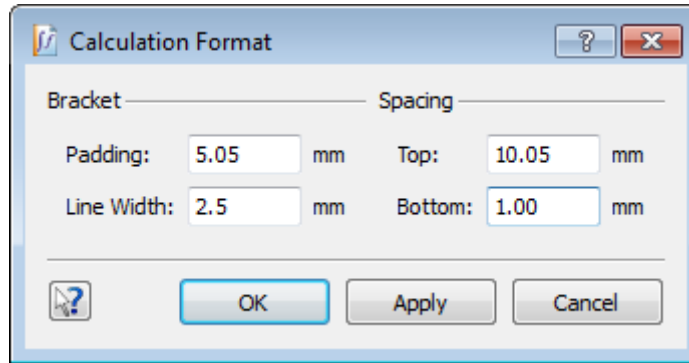 Calculation Format
Bracket Spacing
Padding: 5.05 mm Top: 10.05 mm
Line Width: 2.5 mm Bottom: 1.00 mm
OK Apply Cancel